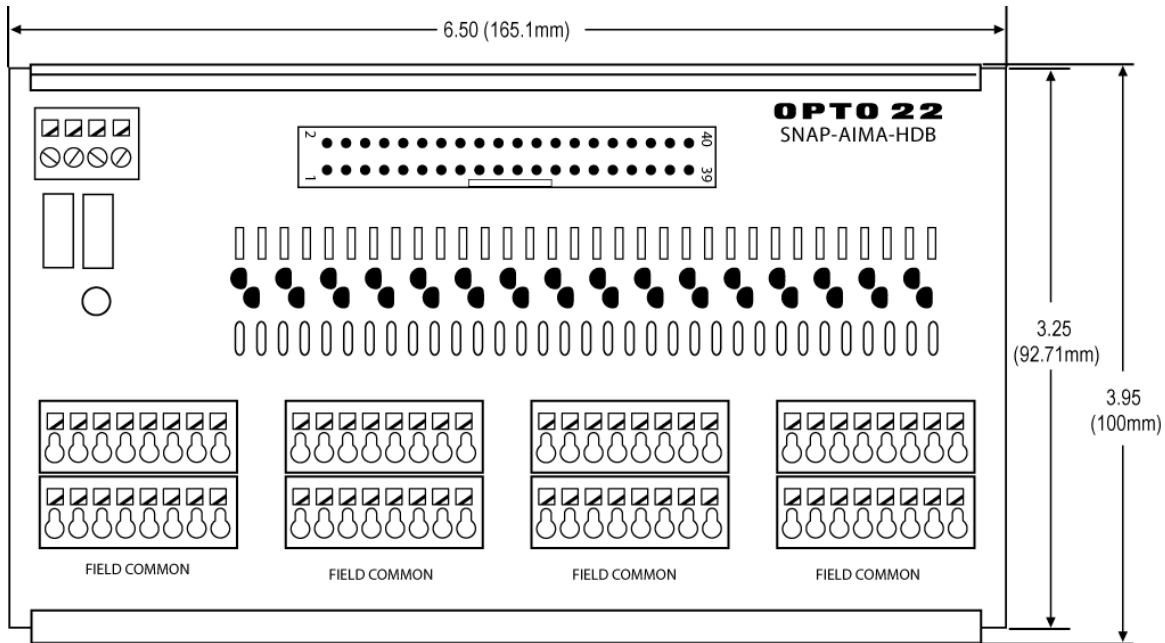 6.50 (165.1mm)
OPTO 22
SNAP-AIMA-HDB
2
40
1
39
3.25
(92.71mm)
3.95
(100mm)
FIELD COMMON
FIELD COMMON
FIELD COMMON
FIELD COMMON